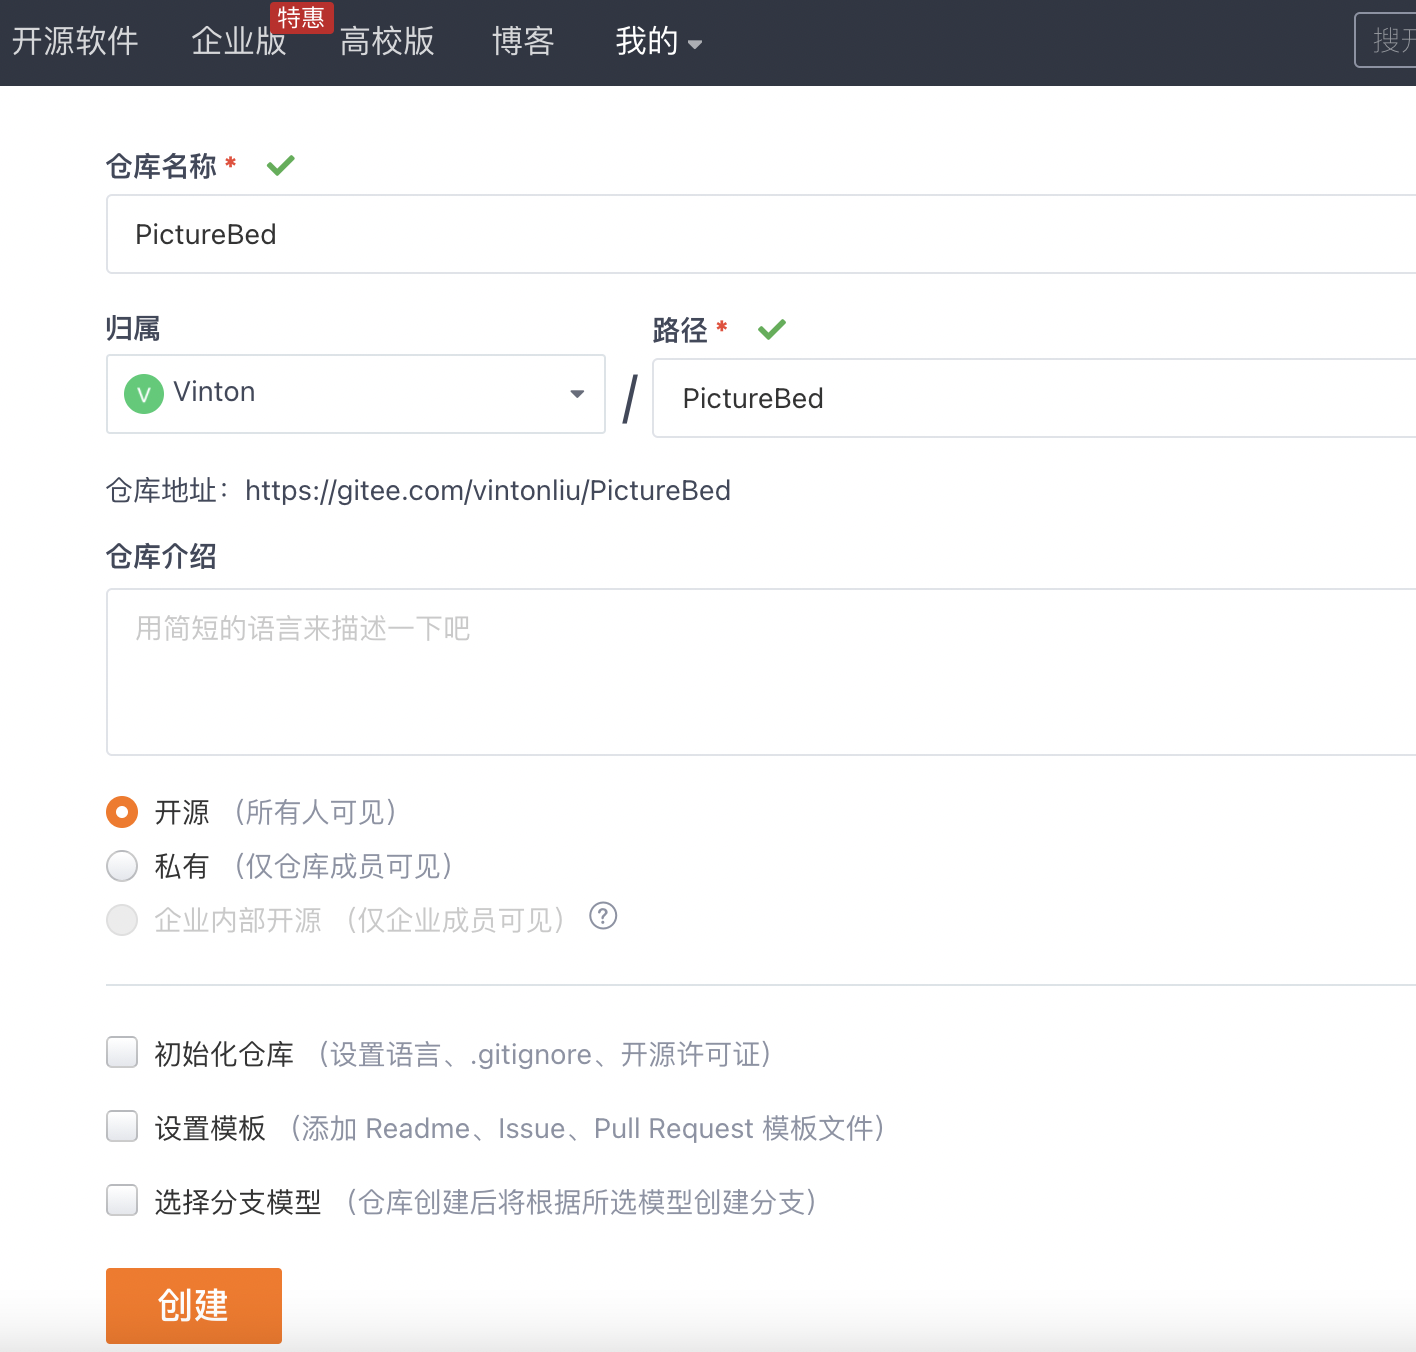 开源软件 企业版 特惠 高校版 博客 我的 搜开
仓库名称 *
PictureBed
归属 路径 *
V Vinton / PictureBed
仓库地址：https://gitee.com/vintonliu/PictureBed
仓库介绍
用简短的语言来描述一下吧
开源 （所有人可见）
私有 （仅仓库成员可见）
企业内部开源 （仅企业成员可见） ?
初始化仓库 （设置语言、.gitignore、开源许可证）
设置模板 （添加 Readme、Issue、Pull Request 模板文件）
选择分支模型 （仓库创建后将根据所选模型创建分支）
创建